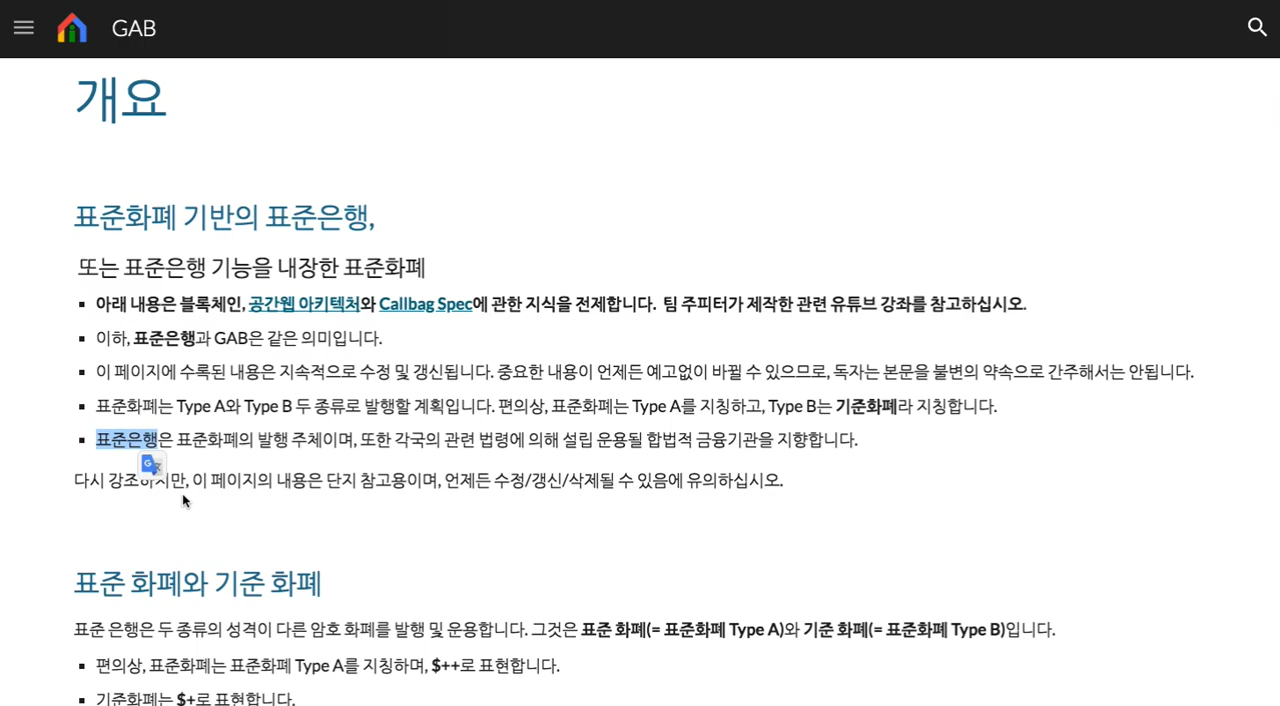 GAB
개요
표준화폐 기반의 표준은행,
또는 표준은행 기능을 내장한 표준화폐
아래 내용은 블록체인, 공간웹 아키텍처와 Callbag Spec에 관한 지식을 전제합니다. 팀 주피터가 제작한 관련 유튜브 강좌를 참고하십시오.
이하, 표준은행과 GAB은 같은 의미입니다.
이 페이지에 수록된 내용은 지속적으로 수정 및 갱신됩니다. 중요한 내용이 언제든 예고없이 바뀔 수 있으므로, 독자는 본문을 불변의 약속으로 간주해서는 안됩니다.
표준화폐는 Type A와 Type B 두 종류로 발행할 계획입니다. 편의상, 표준화폐는 Type A를 지칭하고, Type B는 기준화폐라 지칭합니다.
표준은행은 표준화폐의 발행 주체이며, 또한 각국의 관련 법령에 의해 설립 운용될 합법적 금융기관을 지향합니다.
다시 강조하지만, 이 페이지의 내용은 단지 참고용이며, 언제든 수정/갱신/삭제될 수 있음에 유의하십시오.
표준 화폐와 기준 화폐
표준 은행은 두 종류의 성격이 다른 암호 화폐를 발행 및 운용합니다. 그것은 표준 화폐(= 표준화폐 Type A)와 기준 화폐(= 표준화폐 Type B)입니다.
편의상, 표준화폐는 표준화폐 Type A를 지칭하며, $++로 표현합니다.
기준화폐는 $+로 표현합니다.